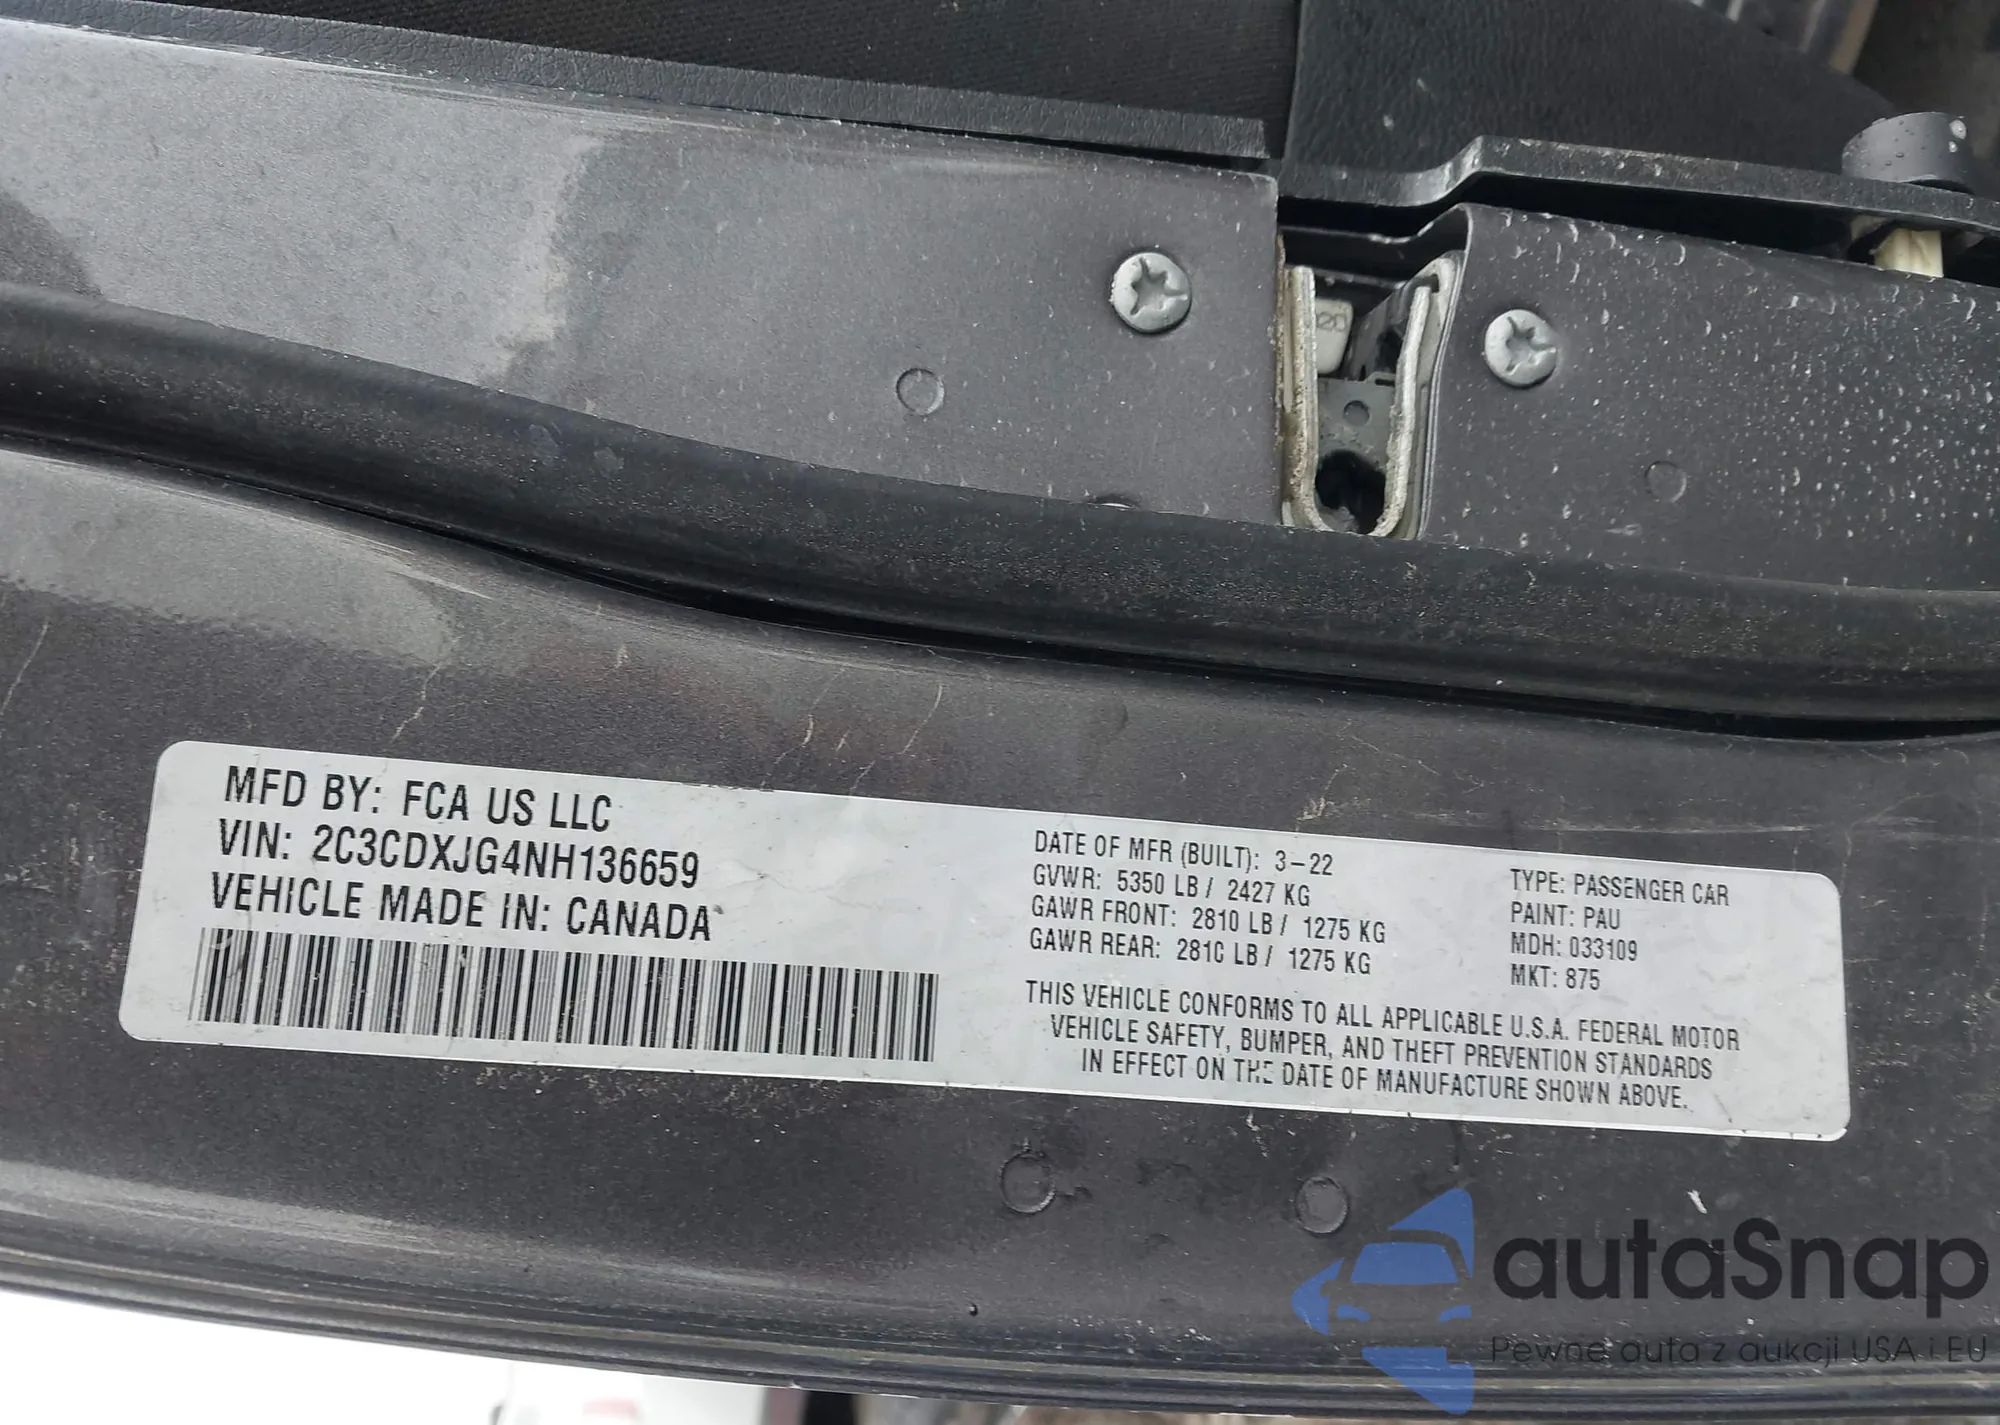 MFD BY: FCA US LLC
VIN: 2C3CDXJG4NH136659
VEHICLE MADE IN: CANADA
DATE OF MFR (BUILT): 3-22
GVWR: 5350 LB / 2427 KG
GAWR FRONT: 2810 LB / 1275 KG
GAWR REAR: 281C LB / 1275 KG
TYPE: PASSENGER CAR
PAINT: PAU
MDH: 033109
MKT: 875
THIS VEHICLE CONFORMS TO ALL APPLICABLE U.S.A. FEDERAL MOTOR
VEHICLE SAFETY, BUMPER, AND THEFT PREVENTION STANDARDS
IN EFFECT ON THE DATE OF MANUFACTURE SHOWN ABOVE.
autaSnap
Pewne auta z aukcji USA i EU